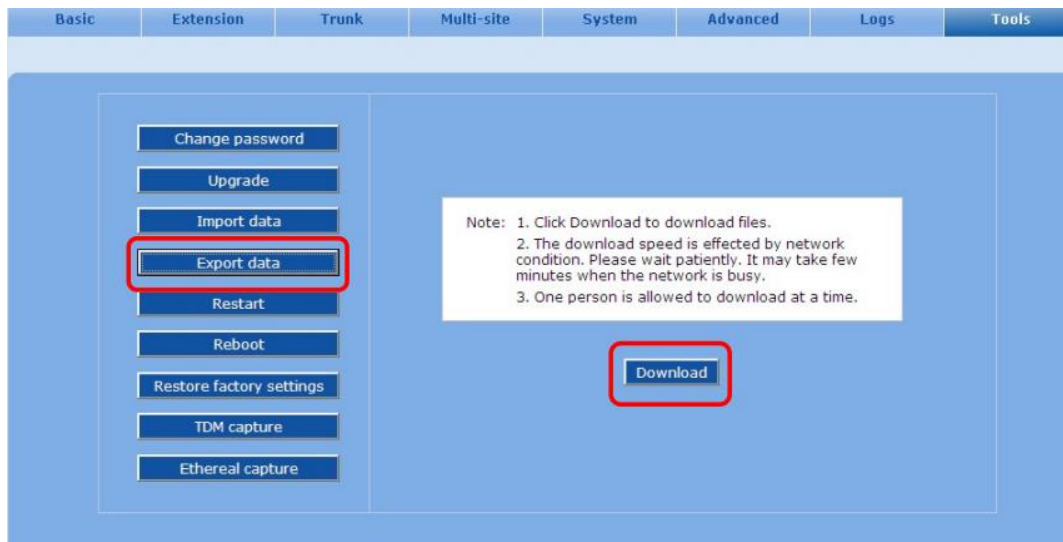 Basic Extension Trunk Multi-site System Advanced Logs Tools
Change password
Upgrade
Import data
Export data
Restart
Reboot
Restore factory settings
TDM capture
Ethereal capture
Note: 1. Click Download to download files.
2. The download speed is effected by network
condition. Please wait patiently. It may take few
minutes when the network is busy.
3. One person is allowed to download at a time.
Download